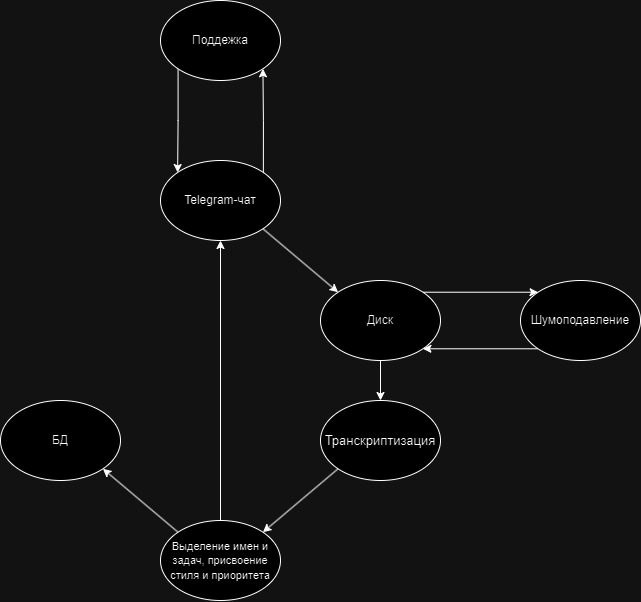 Поддежка
Telegram-чат
Диск
Шумоподавление
БД
Транскриптизация
Выделение имен и
задач, присвоение
стиля и приоритета